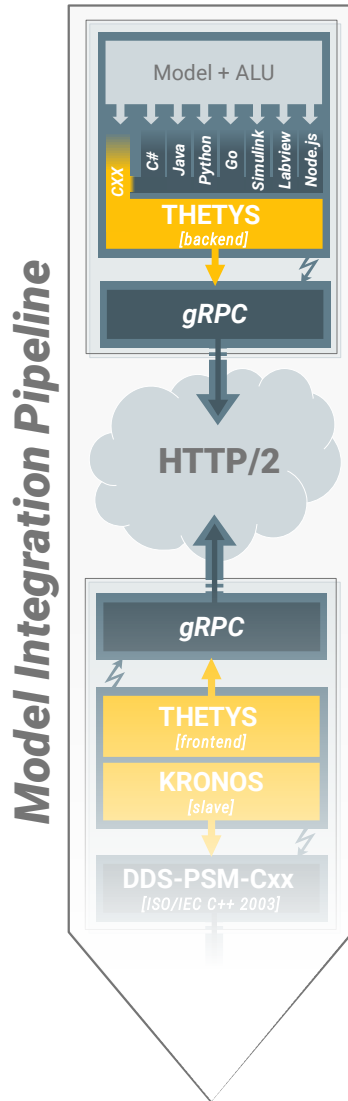 Model Integration Pipeline
Model + ALU
CXX
C#
Java
Python
Go
Simulink
Labview
Node.js
THETYS
[backend]
gRPC
HTTP/2
gRPC
THETYS
[frontend]
KRONOS
[slave]
DDS-PSM-Cxx
[ISO/IEC C++ 2003]